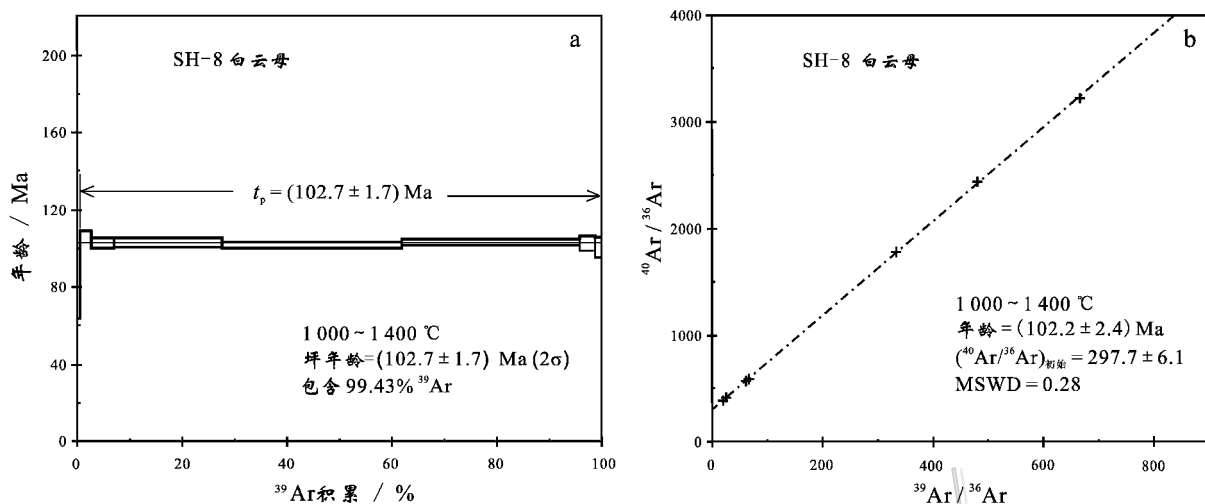 a
SH-8 白云母
t_p = (102.7 ± 1.7) Ma
1 000 ~ 1 400 ℃
坪年龄=(102.7 ± 1.7) Ma (2σ)
包含 99.43% ³⁹Ar
年龄 / Ma
200
160
120
80
40
0
0 20 40 60 80 100
³⁹Ar积累 / %
b
SH-8 白云母
1 000 ~ 1 400 ℃
年龄 = (102.2 ± 2.4) Ma
(⁴⁰Ar/³⁶Ar)初始 = 297.7 ± 6.1
MSWD = 0.28
⁴⁰Ar/³⁶Ar
4000
3000
2000
1000
0
0 200 400 600 800
³⁹Ar / ³⁶Ar